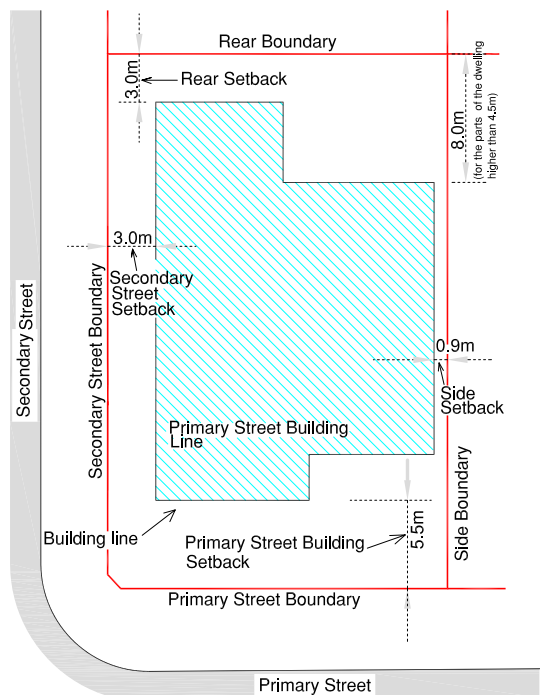 Rear Boundary
3.0m
Rear Setback
8.0m
(for the parts of the dwelling
higher than 4.5m)
3.0m
Secondary
Street
Setback
Secondary Street
Secondary Street Boundary
0.9m
Side
Setback
Primary Street Building
Line
Side Boundary
Building line
Primary Street Building
Setback
5.5m
Primary Street Boundary
Primary Street